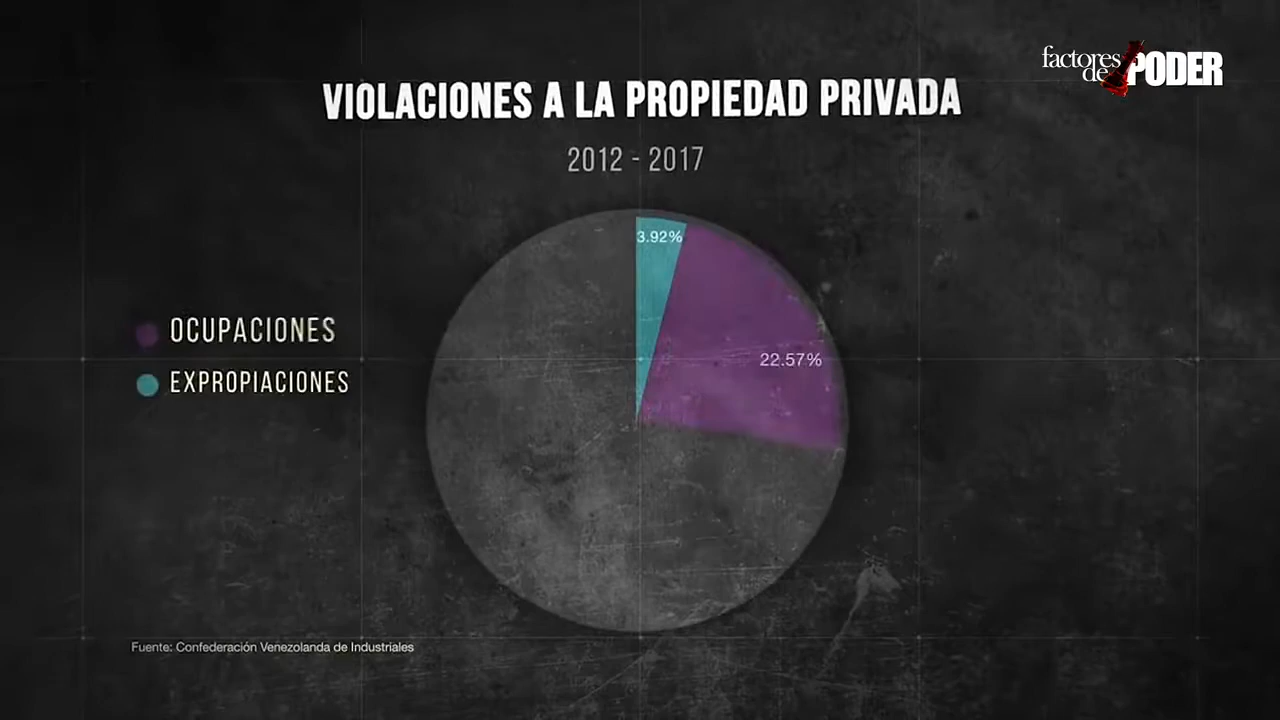 factores
de PODER
VIOLACIONES A LA PROPIEDAD PRIVADA
2012 - 2017
3.92%
22.57%
OCUPACIONES
EXPROPIACIONES
Fuente: Confederación Venezolanda de Industriales